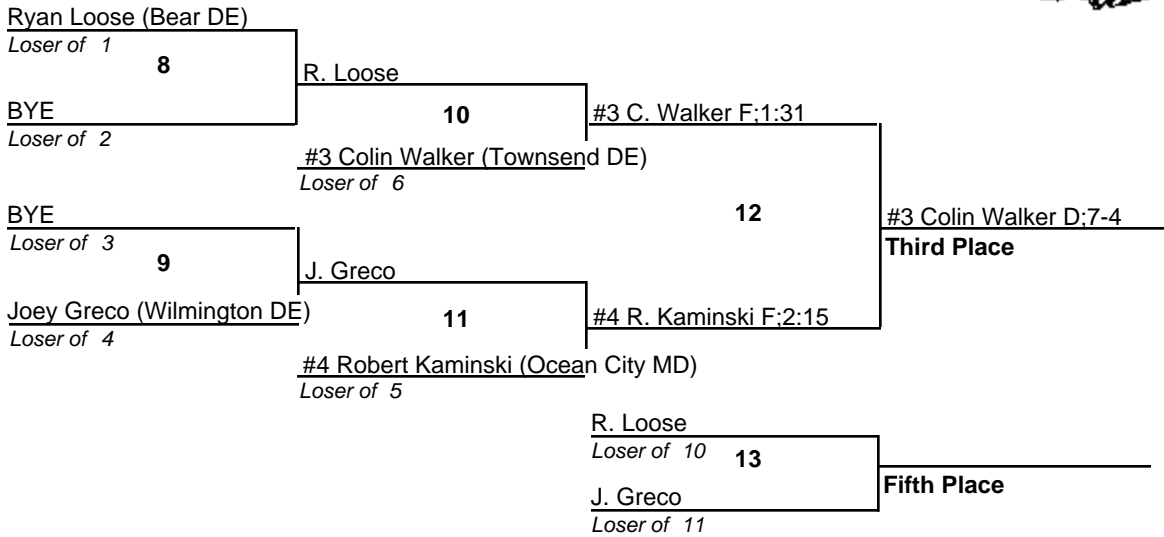 Ryan Loose (Bear DE)
Loser of 1
8
R. Loose
BYE
Loser of 2
10
#3 C. Walker F;1:31
#3 Colin Walker (Townsend DE)
Loser of 6
BYE
Loser of 3
12
#3 Colin Walker D;7-4
Third Place
9
J. Greco
Joey Greco (Wilmington DE)
Loser of 4
11
#4 R. Kaminski F;2:15
#4 Robert Kaminski (Ocean City MD)
Loser of 5
R. Loose
Loser of 10
13
Fifth Place
J. Greco
Loser of 11